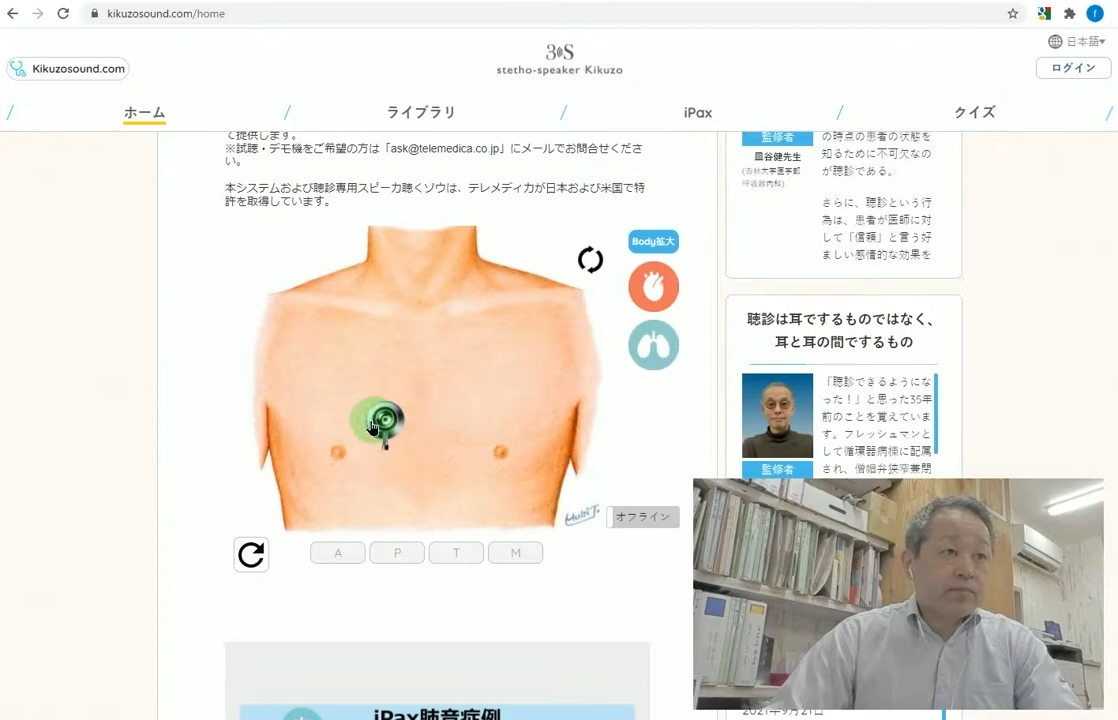 kikuzosound.com/home
f
日本語▾
Kikuzosound.com
3S
stetho-speaker Kikuzo
ログイン
ホーム
ライブラリ
iPax
クイズ
て提供します。
※試聴・デモ機をご希望の方は「ask@telemedica.co.jp」にメールでお問合せくださ
い。
本システムおよび聴診専用スピーカ聴くゾウは、テレメディカが日本および米国で特
許を取得しています。
Body拡大
オフライン
A
P
T
M
iPax肺音症例
監修者
皿谷健先生
(杏林大学医学部
呼吸器内科)
の時点の患者の状態を
知るために不可欠なの
が聴診である。
さらに、聴診という行
為は、患者が医師に対
して「信頼」と言う好
ましい感情的な効果を
聴診は耳でするものではなく、
耳と耳の間でするもの
「聴診できるようにな
った！」と思った35年
前のことを覚えていま
す。フレッシュマンと
して循環器病棟に配属
され、僧帽弁狭窄兼閉
監修者
2021年9月21日